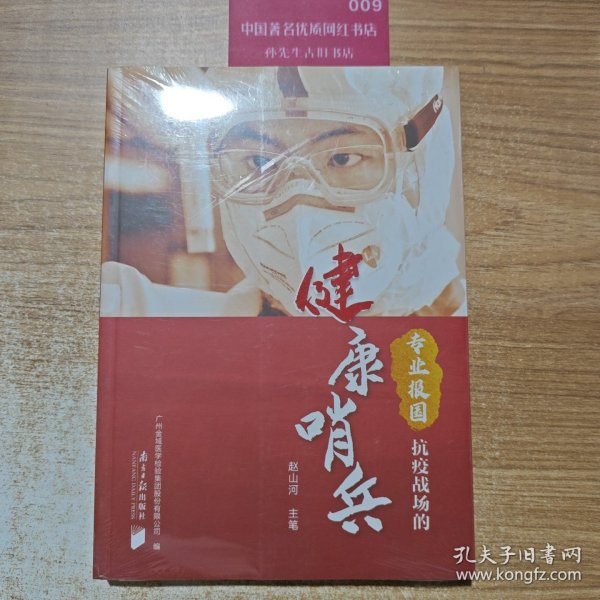 009
中国著名优质网红书店
孙先生古旧书店
专业报国
抗疫战场的
健康哨兵
赵山河 主笔
广州金域医学检验集团股份有限公司 编
南方日报出版社
NANFANG DAILY PRESS
孔夫子旧书网
www.kongfz.com